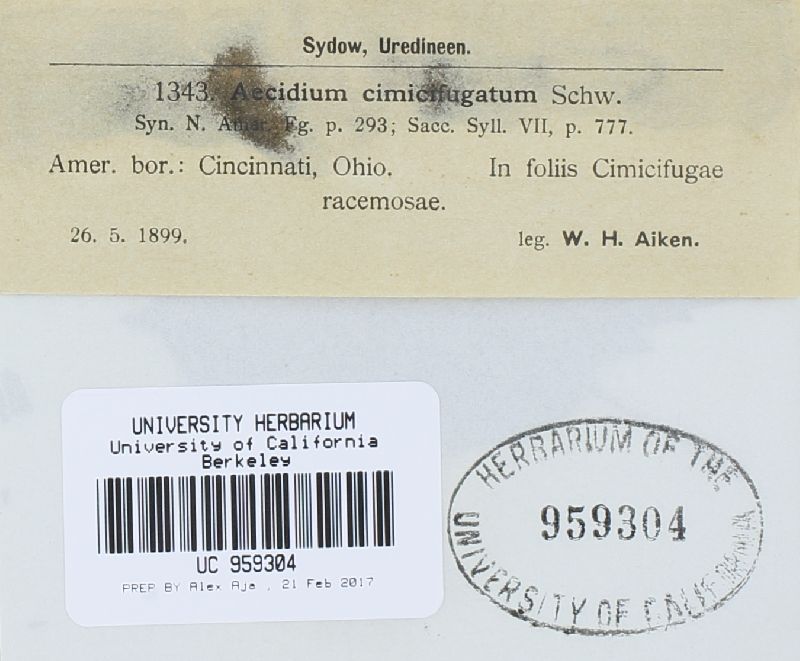 Sydow, Uredineen.
1343. Aecidium cimicifugatum Schw.
Syn. N. Amer. Fg. p. 293; Sacc. Syll. VII, p. 777.
Amer. bor.: Cincinnati, Ohio. In foliis Cimicifugae
racemosae.
26. 5. 1899. leg. W. H. Aiken.
UNIVERSITY HERBARIUM
University of California
Berkeley
UC 959304
PREP BY Alex Aja , 21 Feb 2017
HERBARIUM OF THE
959304
UNIVERSITY OF CALIFORNIA